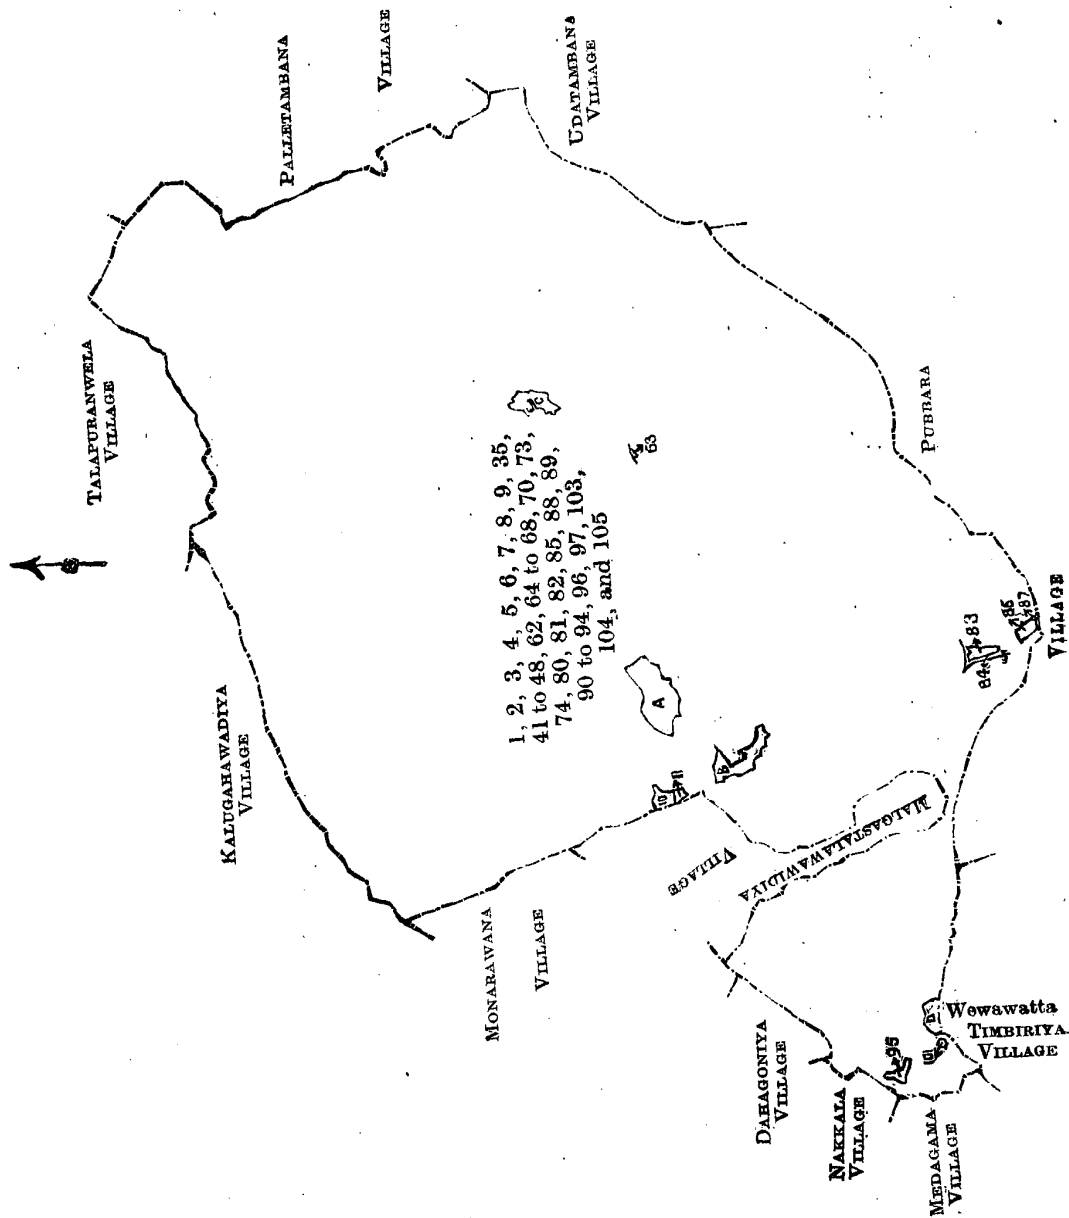 PALLETAMBANA
VILLAGE
UDATAMBANA
VILLAGE
TALAPURANWELA
VILLAGE
KALUGAHAWADIYA
VILLAGE
MONARAWANA
VILLAGE
1, 2, 3, 4, 5, 6, 7, 8, 9, 35,
41 to 48, 62, 64 to 68, 70, 73,
74, 80, 81, 82, 85, 88, 89,
90 to 94, 96, 97, 103,
104, and 105
63
A
B
PUBBARA
VILLAGE
83
84
86
87
MALGASTALAWAWIDIYA
VILLAGE
DAHAGONIYA
VILLAGE
NAKKALA
VILLAGE
MEDAGAMA
VILLAGE
95
D
Wewawatta
TIMBIRIYA
VILLAGE